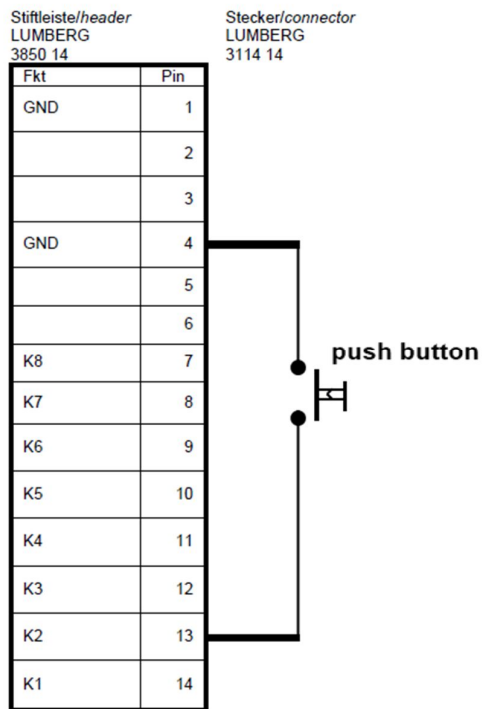 Stiftleiste/header
LUMBERG
3850 14
Stecker/connector
LUMBERG
3114 14
Fkt Pin
GND 1
2
3
GND 4
5
6
K8 7
K7 8
K6 9
K5 10
K4 11
K3 12
K2 13
K1 14
push button